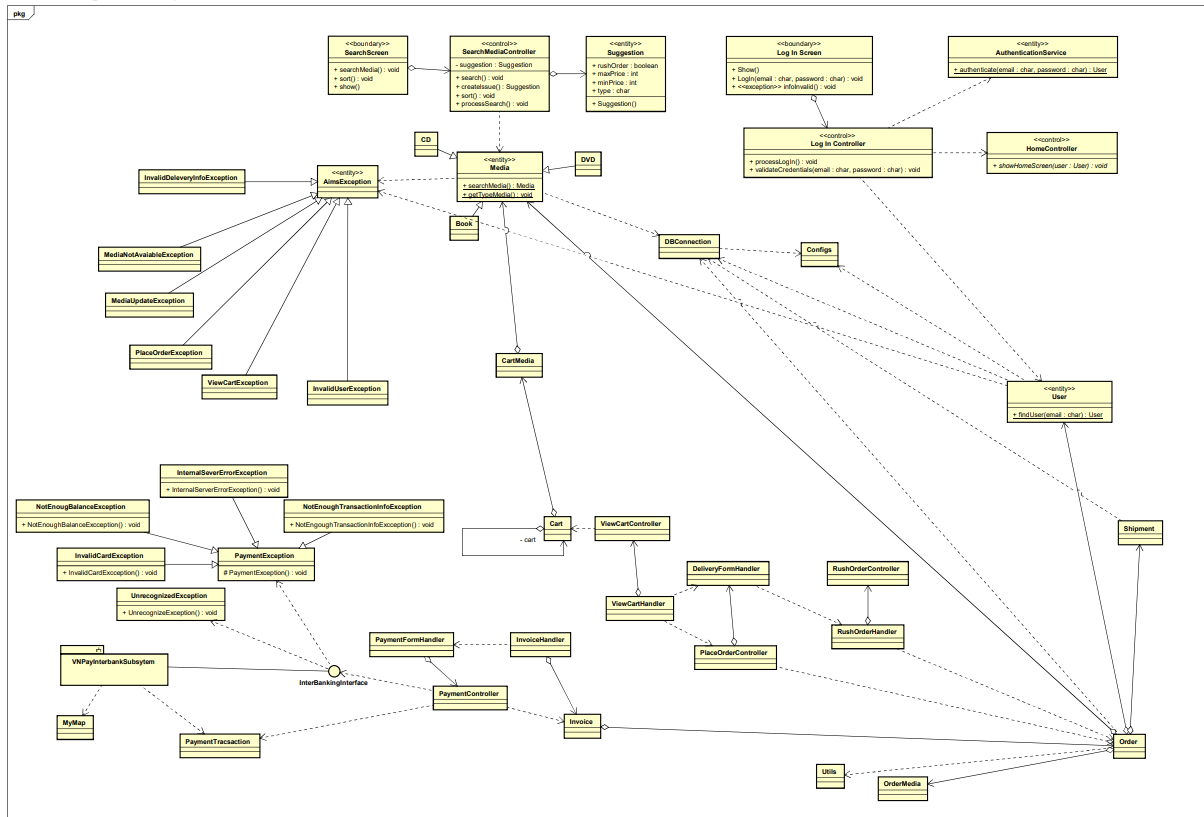 pkg
<<boundary>>
SearchScreen
+ searchMedia() : void
+ sort() : void
+ show()
<<control>>
SearchMediaController
- suggestion : Suggestion
+ search() : void
+ createIssue() : Suggestion
+ sort() : void
+ processSearch() : void
<<entity>>
Suggestion
+ rushOrder : boolean
+ maxPrice : int
+ minPrice : int
+ type : char
+ Suggestion()
<<boundary>>
Log In Screen
+ Show()
+ LogIn(email : char, password : char) : void
+ <<exception>> infoInvalid() : void
<<entity>>
AuthenticationService
+ authenticate(email : char, password : char) : User
<<control>>
Log In Controller
+ processLogIn() : void
+ validateCredentials(email : char, password : char) : void
<<control>>
HomeController
+ showHomeScreen(user : User) : void
CD
<<entity>>
Media
+ searchMedia() : Media
+ getTypeMedia() : void
DVD
Book
InvalidDeleveryInfoException
<<entity>>
AimsException
MediaNotAvaiableException
MediaUpdateException
PlaceOrderException
ViewCartException
InvalidUserException
DBConnection
Configs
CartMedia
<<entity>>
User
+ findUser(email : char) : User
InternalSeverErrorException
+ InternalServerErrorException() : void
NotEnougBalanceException
+ NotEnoughBalanceExcception() : void
NotEnoughTransactionInfoException
+ NotEngoughTransactionInfoException() : void
InvalidCardException
+ InvalidCardExcception() : void
PaymentException
# PaymentException() : void
UnrecognizedException
+ UnrecognizeException() : void
Cart
- cart
ViewCartController
Shipment
DeliveryFormHandler
RushOrderController
ViewCartHandler
RushOrderHandler
PlaceOrderController
PaymentFormHandler
InvoiceHandler
VNPayInterbankSubsytem
InterBankingInterface
PaymentController
MyMap
PaymentTracsaction
Invoice
Order
Utils
OrderMedia